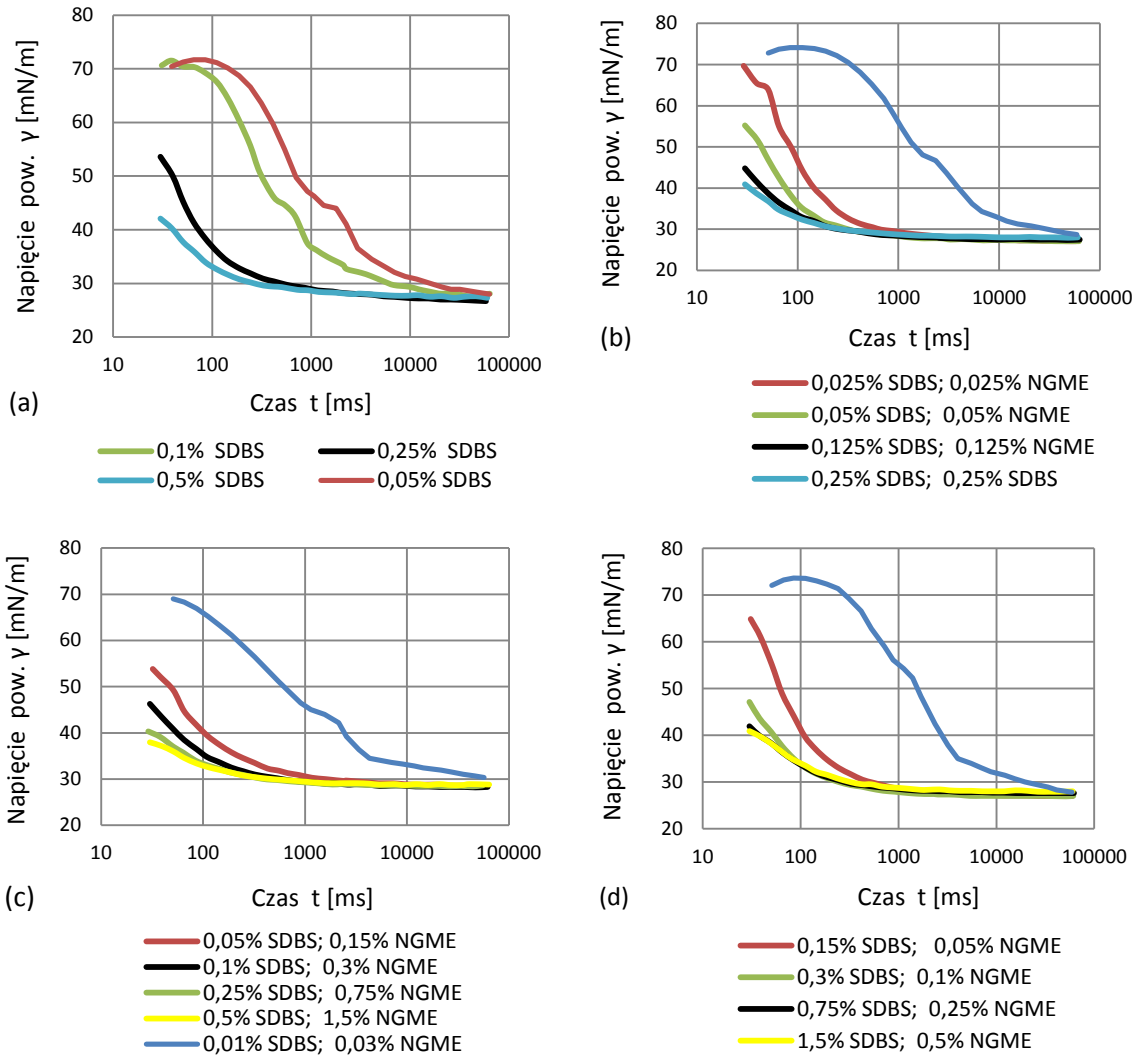 80
70
60
50
40
30
20
10 100 1000 10000 100000
Napięcie pow. γ [mN/m]
Czas t [ms]
(a)
0,1% SDBS
0,25% SDBS
0,5% SDBS
0,05% SDBS
80
70
60
50
40
30
20
10 100 1000 10000 100000
Napięcie pow. γ [mN/m]
Czas t [ms]
(b)
0,025% SDBS; 0,025% NGME
0,05% SDBS; 0,05% NGME
0,125% SDBS; 0,125% NGME
0,25% SDBS; 0,25% SDBS
80
70
60
50
40
30
20
10 100 1000 10000 100000
Napięcie pow. γ [mN/m]
Czas t [ms]
(c)
0,05% SDBS; 0,15% NGME
0,1% SDBS; 0,3% NGME
0,25% SDBS; 0,75% NGME
0,5% SDBS; 1,5% NGME
0,01% SDBS; 0,03% NGME
80
70
60
50
40
30
20
10 100 1000 10000 100000
Napięcie pow. γ [mN/m]
Czas t [ms]
(d)
0,15% SDBS; 0,05% NGME
0,3% SDBS; 0,1% NGME
0,75% SDBS; 0,25% NGME
1,5% SDBS; 0,5% NGME